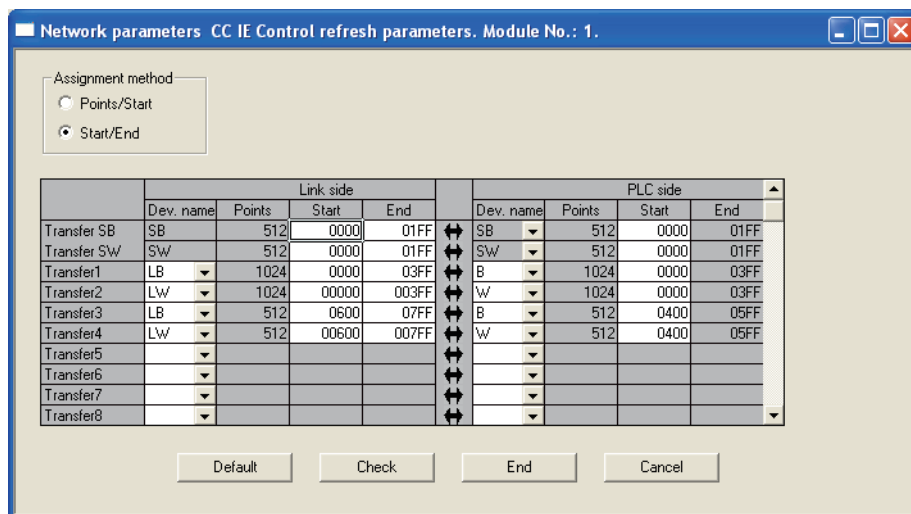 Network parameters CC IE Control refresh parameters. Module No.: 1.
Assignment method
Points/Start
Start/End
Link side PLC side
Dev. name Points Start End Dev. name Points Start End
Transfer SB SB 512 0000 01FF SB 512 0000 01FF
Transfer SW SW 512 0000 01FF SW 512 0000 01FF
Transfer1 LB 1024 0000 03FF B 1024 0000 03FF
Transfer2 LW 1024 00000 003FF W 1024 0000 03FF
Transfer3 LB 512 0600 07FF B 512 0400 05FF
Transfer4 LW 512 00600 007FF W 512 0400 05FF
Transfer5
Transfer6
Transfer7
Transfer8
Default Check End Cancel